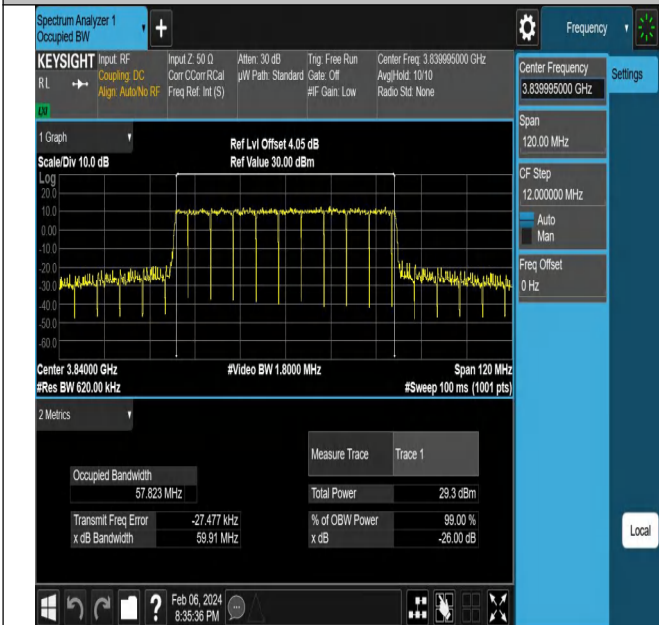 Spectrum Analyzer 1
Occupied BW
+
Frequency
KEYSIGHT
RL
LXI
Input: RF
Coupling: DC
Align: Auto/No RF
Input Z: 50 Ω
Corr CCorr RCal
Freq Ref: Int (S)
Atten: 30 dB
µW Path: Standard
Trig: Free Run
Gate: Off
#IF Gain: Low
Center Freq: 3.839995000 GHz
Avg|Hold: 10/10
Radio Std: None
Center Frequency
3.839995000 GHz
Settings
Span
120.00 MHz
CF Step
12.000000 MHz
Auto
Man
Freq Offset
0 Hz
1 Graph
Scale/Div 10.0 dB
Ref Lvl Offset 4.05 dB
Ref Value 30.00 dBm
Log
20.0
10.0
0.00
-10.0
-20.0
-30.0
-40.0
-50.0
-60.0
Center 3.84000 GHz
#Video BW 1.8000 MHz
Span 120 MHz
#Res BW 620.00 kHz
#Sweep 100 ms (1001 pts)
2 Metrics
Measure Trace Trace 1
Occupied Bandwidth
57.823 MHz
Total Power 29.3 dBm
Transmit Freq Error -27.477 kHz
% of OBW Power 99.00 %
x dB Bandwidth 59.91 MHz
x dB -26.00 dB
Local
?
Feb 06, 2024
8:35:36 PM